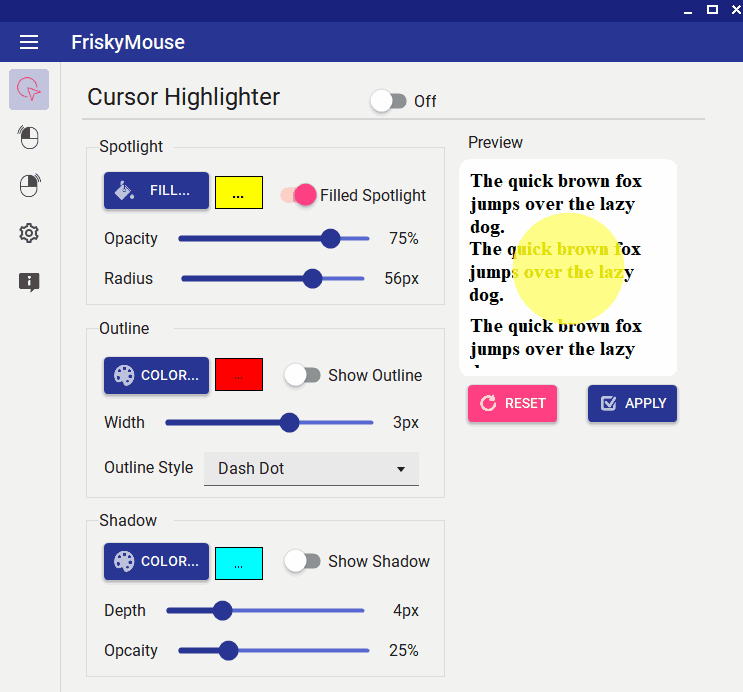 FriskyMouse
Cursor Highlighter
Off
Spotlight
FILL...
...
Filled Spotlight
Opacity
75%
Radius
56px
Outline
COLOR...
...
Show Outline
Width
3px
Outline Style
Dash Dot
Shadow
COLOR...
...
Show Shadow
Depth
4px
Opcaity
25%
Preview
The quick brown fox
jumps over the lazy
dog.
The quick brown fox
jumps over the lazy
dog.
The quick brown fox
jumps over the lazy
RESET
APPLY